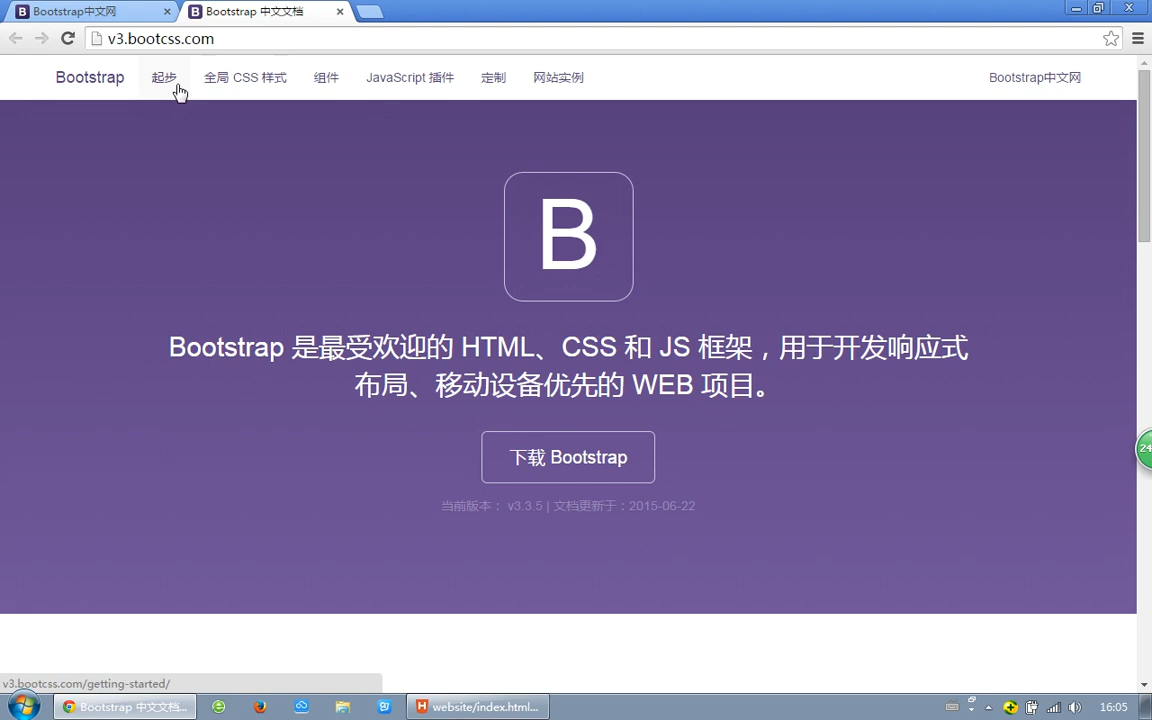 Bootstrap中文网
Bootstrap 中文文档
v3.bootcss.com
Bootstrap 起步 全局 CSS 样式 组件 JavaScript 插件 定制 网站实例 Bootstrap中文网
B
Bootstrap 是最受欢迎的 HTML、CSS 和 JS 框架，用于开发响应式
布局、移动设备优先的 WEB 项目。
下载 Bootstrap
当前版本： v3.3.5 | 文档更新于：2015-06-22
24
v3.bootcss.com/getting-started/
Bootstrap 中文文档...
website/index.html...
16:05